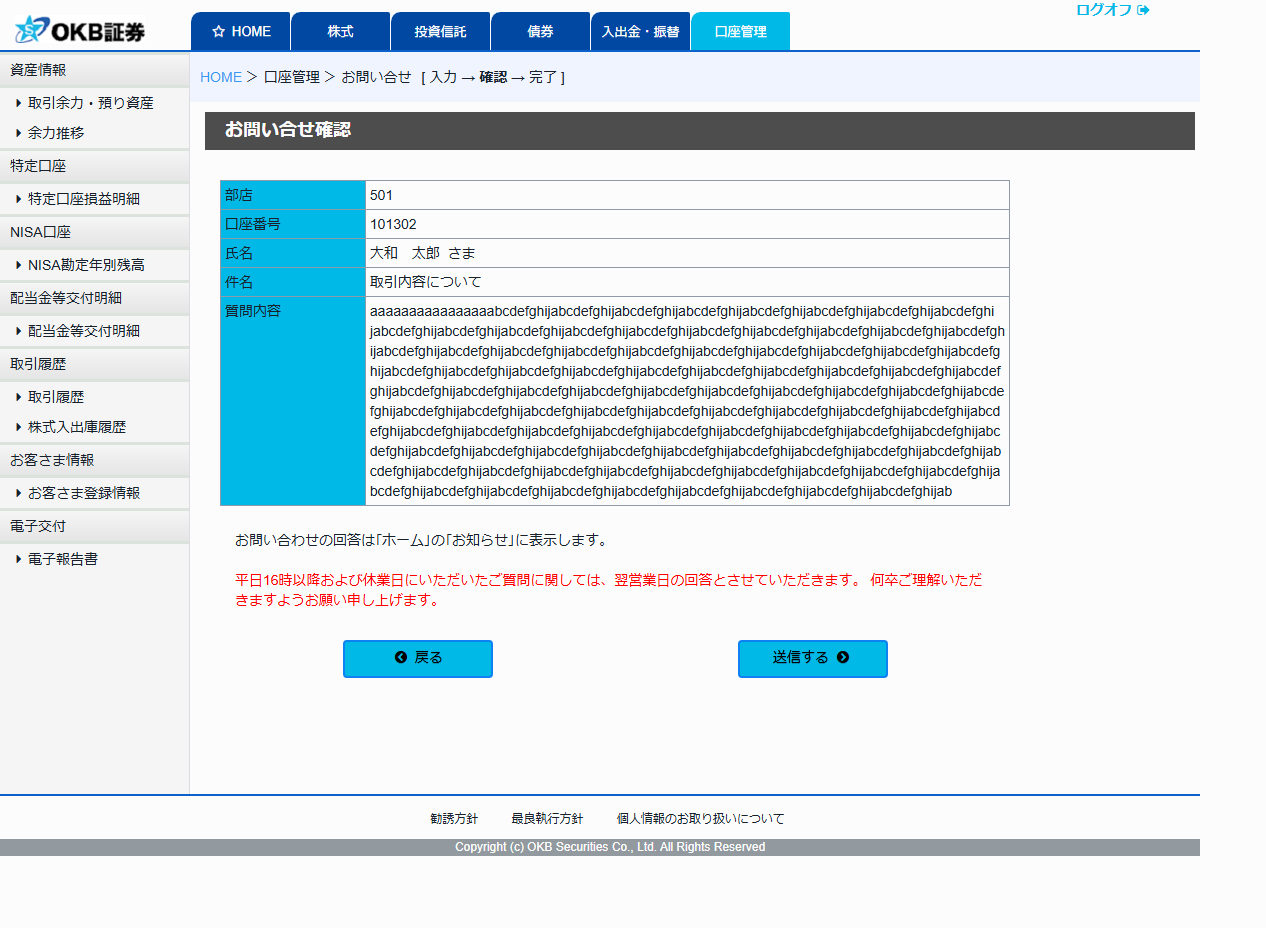 ログオフ
OKB証券
HOME 株式 投資信託 債券 入出金・振替 口座管理
HOME > 口座管理 > お問い合せ [ 入力 → 確認 → 完了 ]
資産情報
取引余力・預り資産
余力推移
特定口座
特定口座損益明細
NISA口座
NISA勘定年別残高
配当金等交付明細
配当金等交付明細
取引履歴
取引履歴
株式入出庫履歴
お客さま情報
お客さま登録情報
電子交付
電子報告書
お問い合せ確認
部店 501
口座番号 101302
氏名 大和　太郎 さま
件名 取引内容について
質問内容 aaaaaaaaaaaaaaaabcdefghijabcdefghijabcdefghijabcdefghijabcdefghijabcdefghijabcdefghijabcdefghi
jabcdefghijabcdefghijabcdefghijabcdefghijabcdefghijabcdefghijabcdefghijabcdefghijabcdefghijabcdefgh
ijabcdefghijabcdefghijabcdefghijabcdefghijabcdefghijabcdefghijabcdefghijabcdefghijabcdefghijabcdefg
hijabcdefghijabcdefghijabcdefghijabcdefghijabcdefghijabcdefghijabcdefghijabcdefghijabcdefghijabcdef
ghijabcdefghijabcdefghijabcdefghijabcdefghijabcdefghijabcdefghijabcdefghijabcdefghijabcdefghijabcde
fghijabcdefghijabcdefghijabcdefghijabcdefghijabcdefghijabcdefghijabcdefghijabcdefghijabcdefghijabcd
efghijabcdefghijabcdefghijabcdefghijabcdefghijabcdefghijabcdefghijabcdefghijabcdefghijabcdefghijabc
defghijabcdefghijabcdefghijabcdefghijabcdefghijabcdefghijabcdefghijabcdefghijabcdefghijabcdefghijab
cdefghijabcdefghijabcdefghijabcdefghijabcdefghijabcdefghijabcdefghijabcdefghijabcdefghijabcdefghija
bcdefghijabcdefghijabcdefghijabcdefghijabcdefghijabcdefghijabcdefghijabcdefghijabcdefghijab
お問い合わせの回答は「ホーム」の「お知らせ」に表示します。
平日16時以降および休業日にいただいたご質問に関しては、翌営業日の回答とさせていただきます。 何卒ご理解いただ
きますようお願い申し上げます。
戻る 送信する
勧誘方針 最良執行方針 個人情報のお取り扱いについて
Copyright (c) OKB Securities Co., Ltd. All Rights Reserved